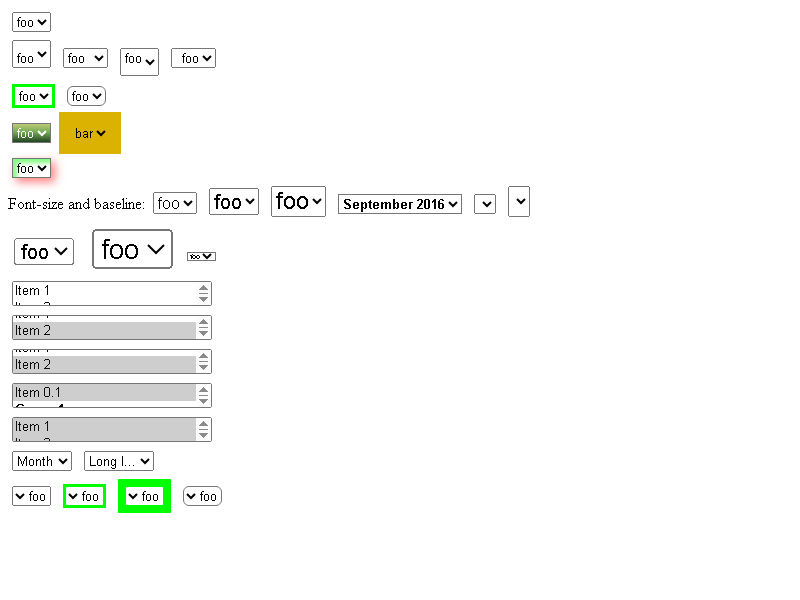 foo
foo foo foo foo
foo foo
foo bar
foo
Font-size and baseline: foo foo foo September 2016
foo foo foo
Item 1
Item 2
Item 2
Item 0.1
Item 1
Month Long I...
foo foo foo foo